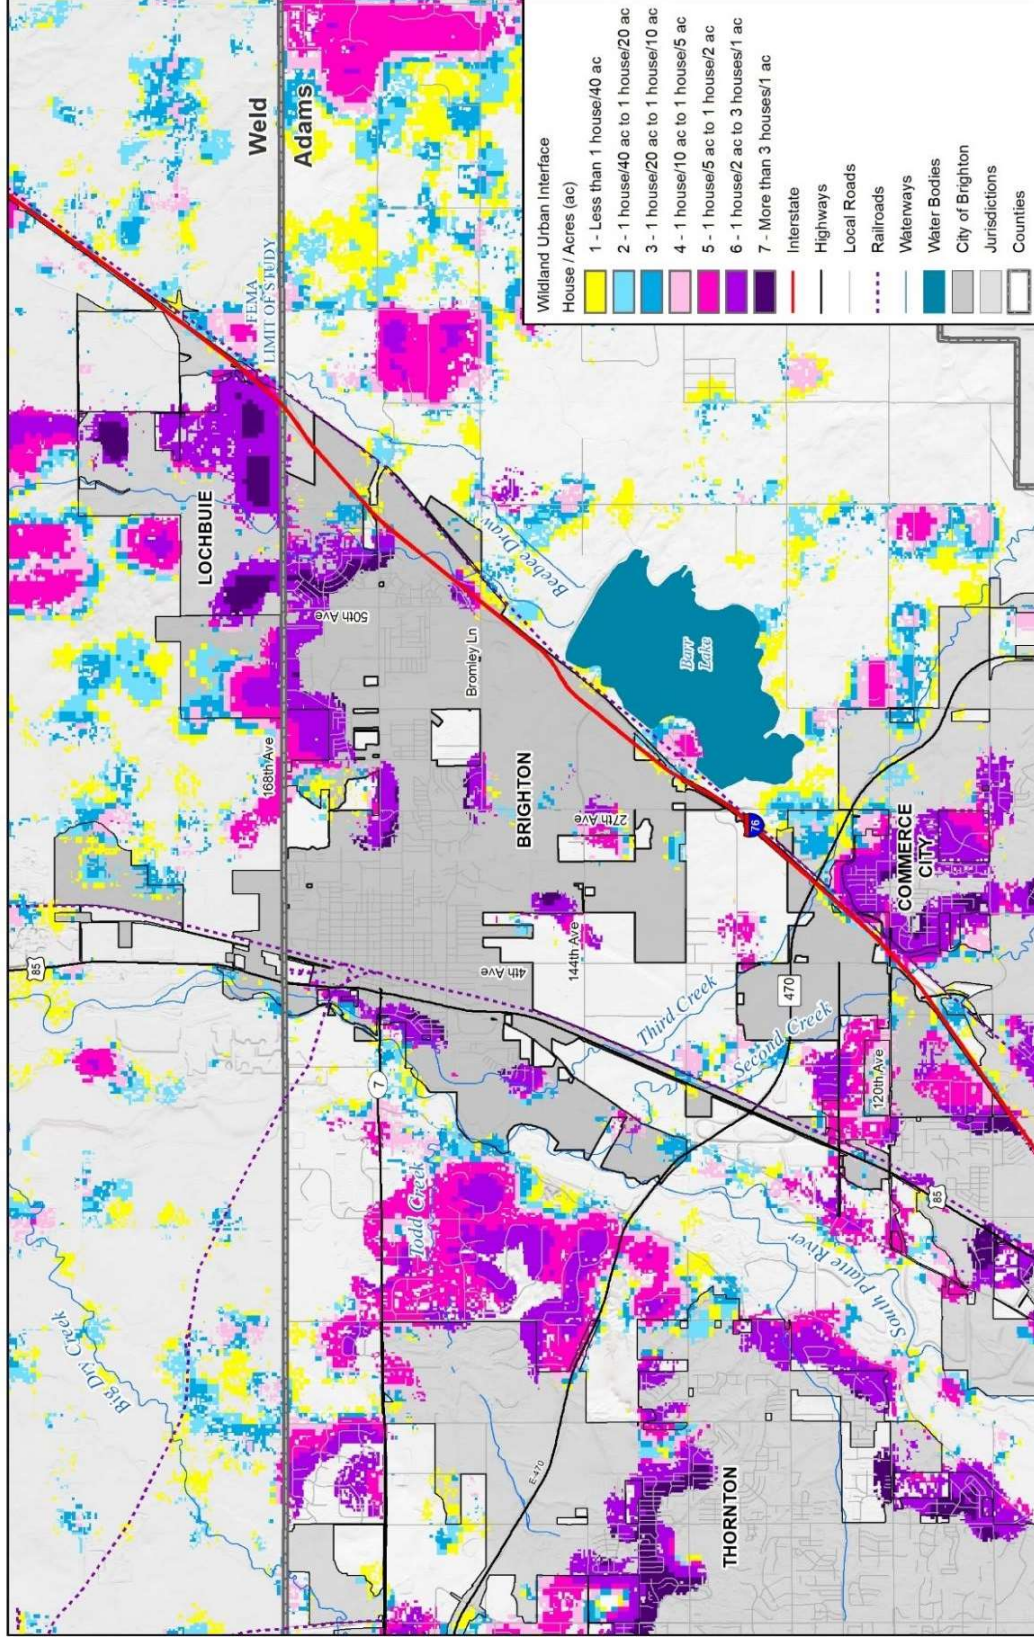 Weld
Adams
FEMA
LIMIT OF STUDY
Big Dry Creek
85
168th Ave
LOCHBUIE
50th Ave
7
Todd Creek
4th Ave
BRIGHTON
Bromley Ln
Beebee Draw
144th Ave
27th Ave
Barr
Lake
E-470
Third Creek
Second Creek
470
76
THORNTON
South Platte River
85
120th Ave
COMMERCE
CITY
Wildland Urban Interface
House / Acres (ac)
1 - Less than 1 house/40 ac
2 - 1 house/40 ac to 1 house/20 ac
3 - 1 house/20 ac to 1 house/10 ac
4 - 1 house/10 ac to 1 house/5 ac
5 - 1 house/5 ac to 1 house/2 ac
6 - 1 house/2 ac to 3 houses/1 ac
7 - More than 3 houses/1 ac
Interstate
Highways
Local Roads
Railroads
Waterways
Water Bodies
City of Brighton
Jurisdictions
Counties